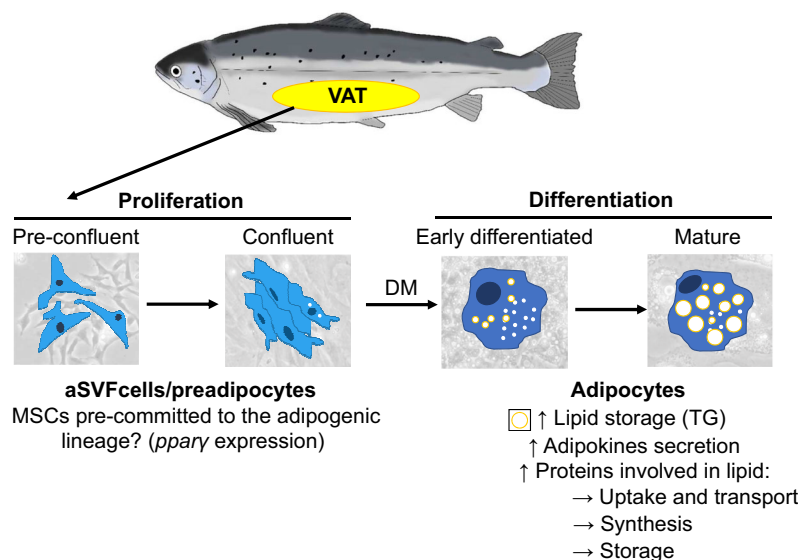 VAT
Proliferation
Differentiation
Pre-confluent
Confluent
Early differentiated
Mature
DM
aSVFcells/preadipocytes
MSCs pre-committed to the adipogenic
lineage? (pparγ expression)
Adipocytes
↑ Lipid storage (TG)
↑ Adipokines secretion
↑ Proteins involved in lipid:
→ Uptake and transport
→ Synthesis
→ Storage